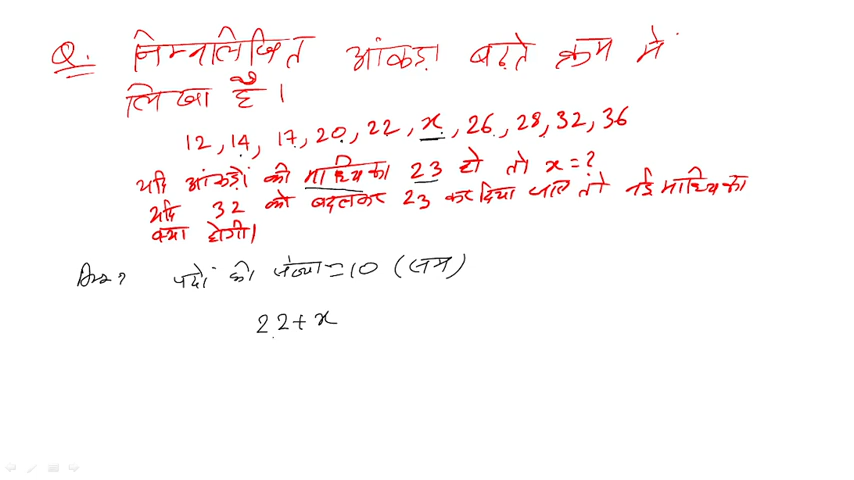 Q. निम्नलिखित आंकड़ा बढ़ते क्रम में
लिखा है।
12, 14, 17, 20, 22, x, 26, 28, 32, 36
यदि आंकड़ों की माध्यिका 23 हो तो x = ?
यदि 32 को बदलकर 23 कर दिया जाए तो नई माध्यिका
क्या होगी।
Ans पदों की संख्या = 10 (सम)
22 + x